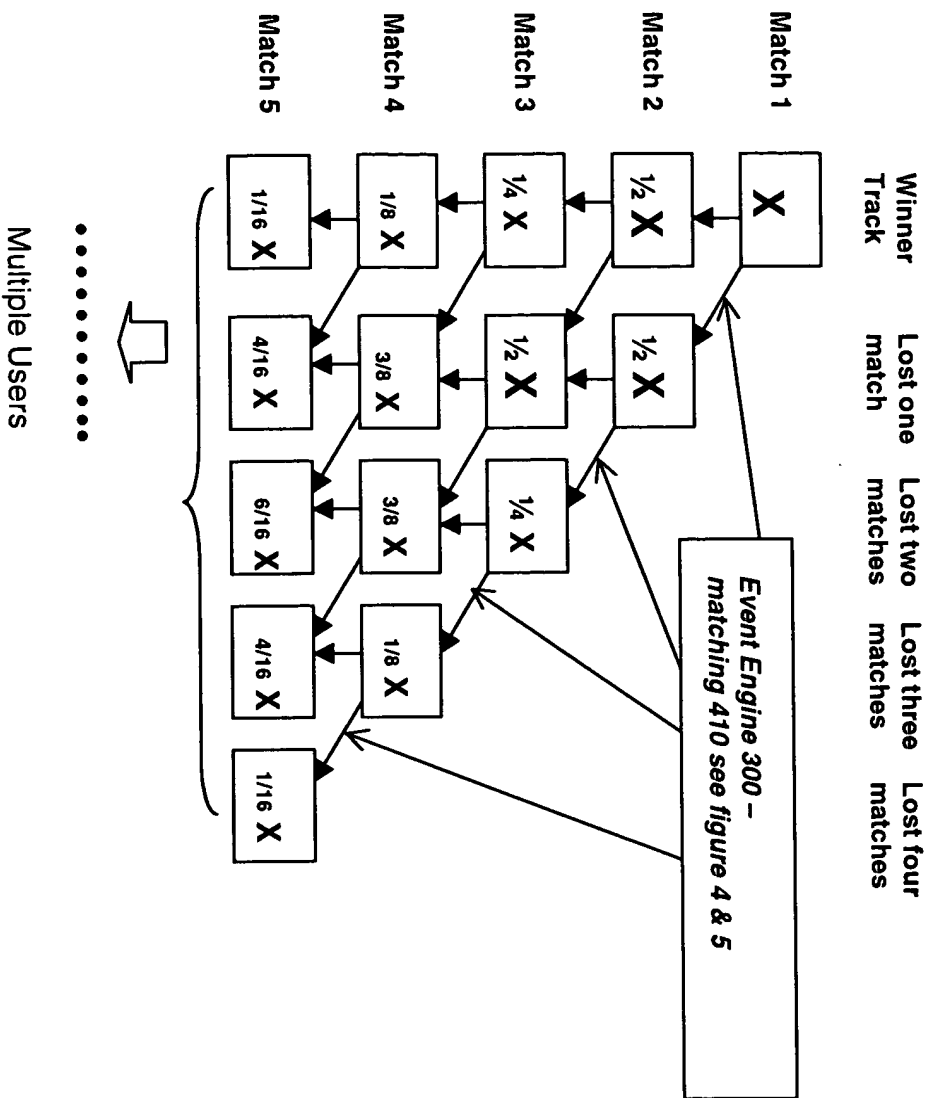 Winner
Track
Lost one
match
Lost two
matches
Lost three
matches
Lost four
matches
Match 1
X
Event Engine 300 –
matching 410 see figure 4 & 5
Match 2
½ X
½ X
Match 3
¼ X
½ X
¼ X
Match 4
1/8 X
3/8 X
3/8 X
1/8 X
Match 5
1/16 X
4/16 X
6/16 X
4/16 X
1/16 X
Multiple Users